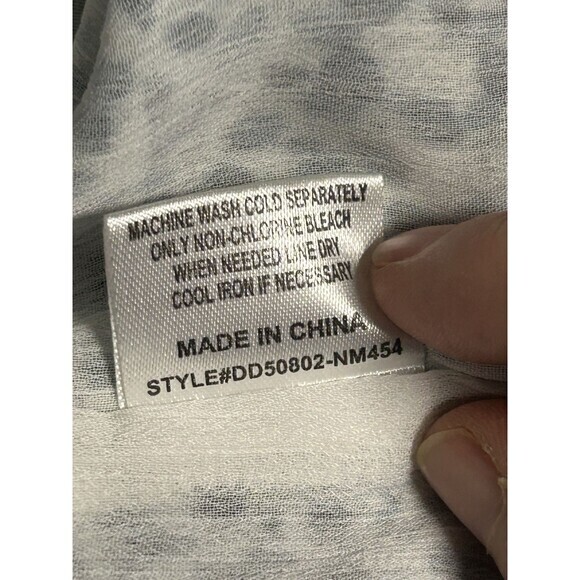 MACHINE WASH COLD SEPARATELY
ONLY NON-CHLORINE BLEACH
WHEN NEEDED LINE DRY
COOL IRON IF NECESSARY
MADE IN CHINA
STYLE#DD50802-NM454